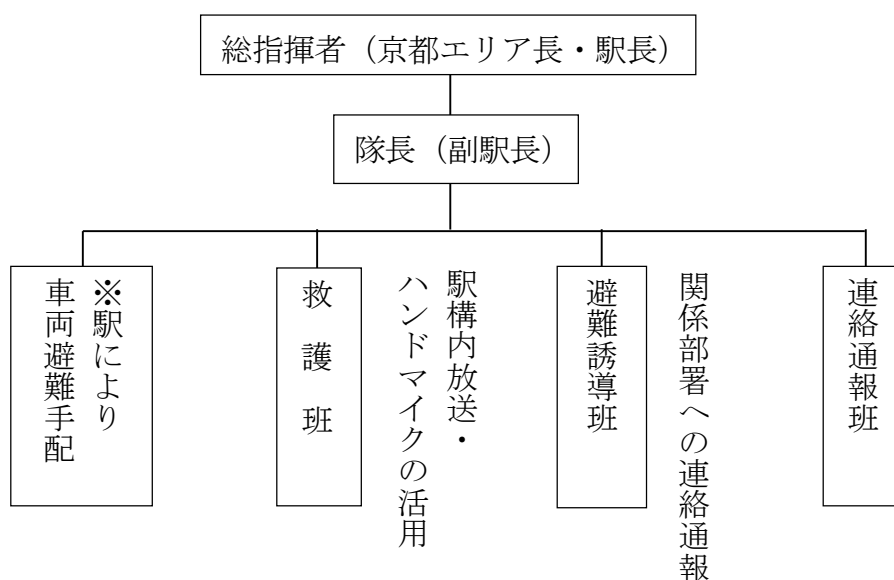 総指揮者（京都エリア長・駅長）
隊長（副駅長）
連絡通報班
関係部署への連絡通報
避難誘導班
駅構内放送・
ハンドマイクの活用
救護班
※駅により
車両避難手配